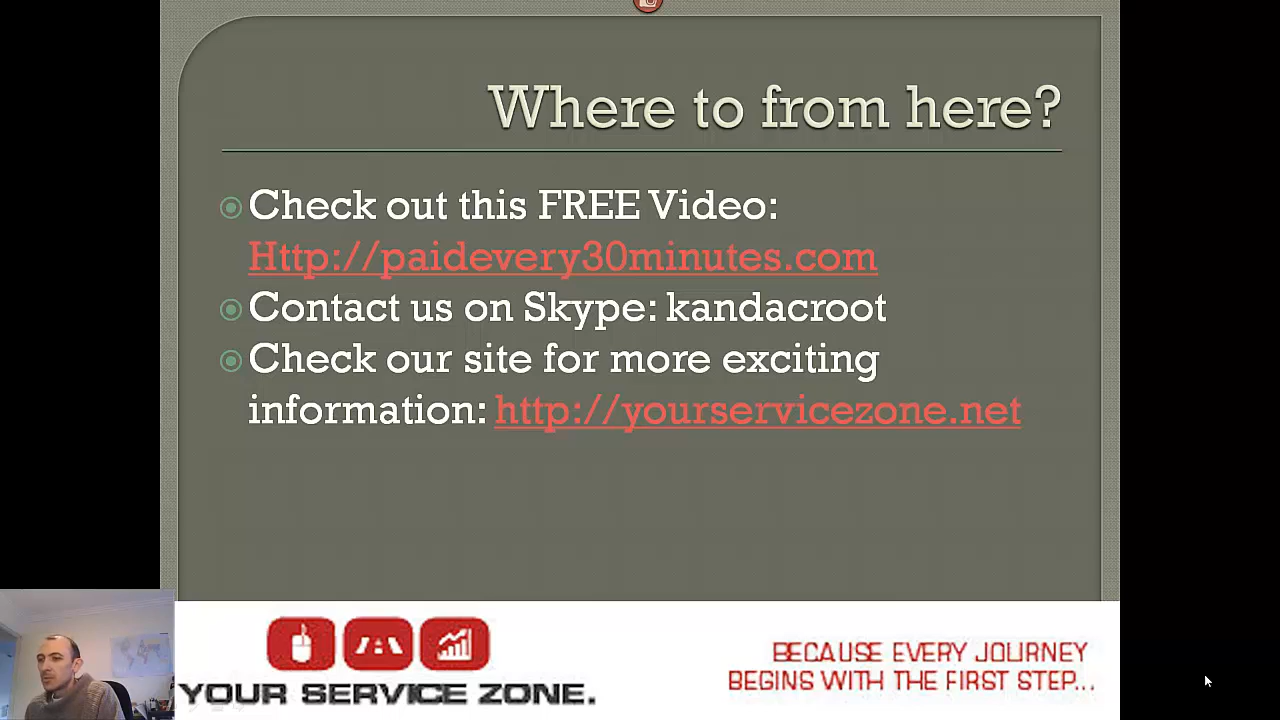 Where to from here?
Check out this FREE Video:
Http://paidevery30minutes.com
Contact us on Skype: kandacroot
Check our site for more exciting
information: http://yourservicezone.net
YOUR SERVICE ZONE.
BECAUSE EVERY JOURNEY
BEGINS WITH THE FIRST STEP...